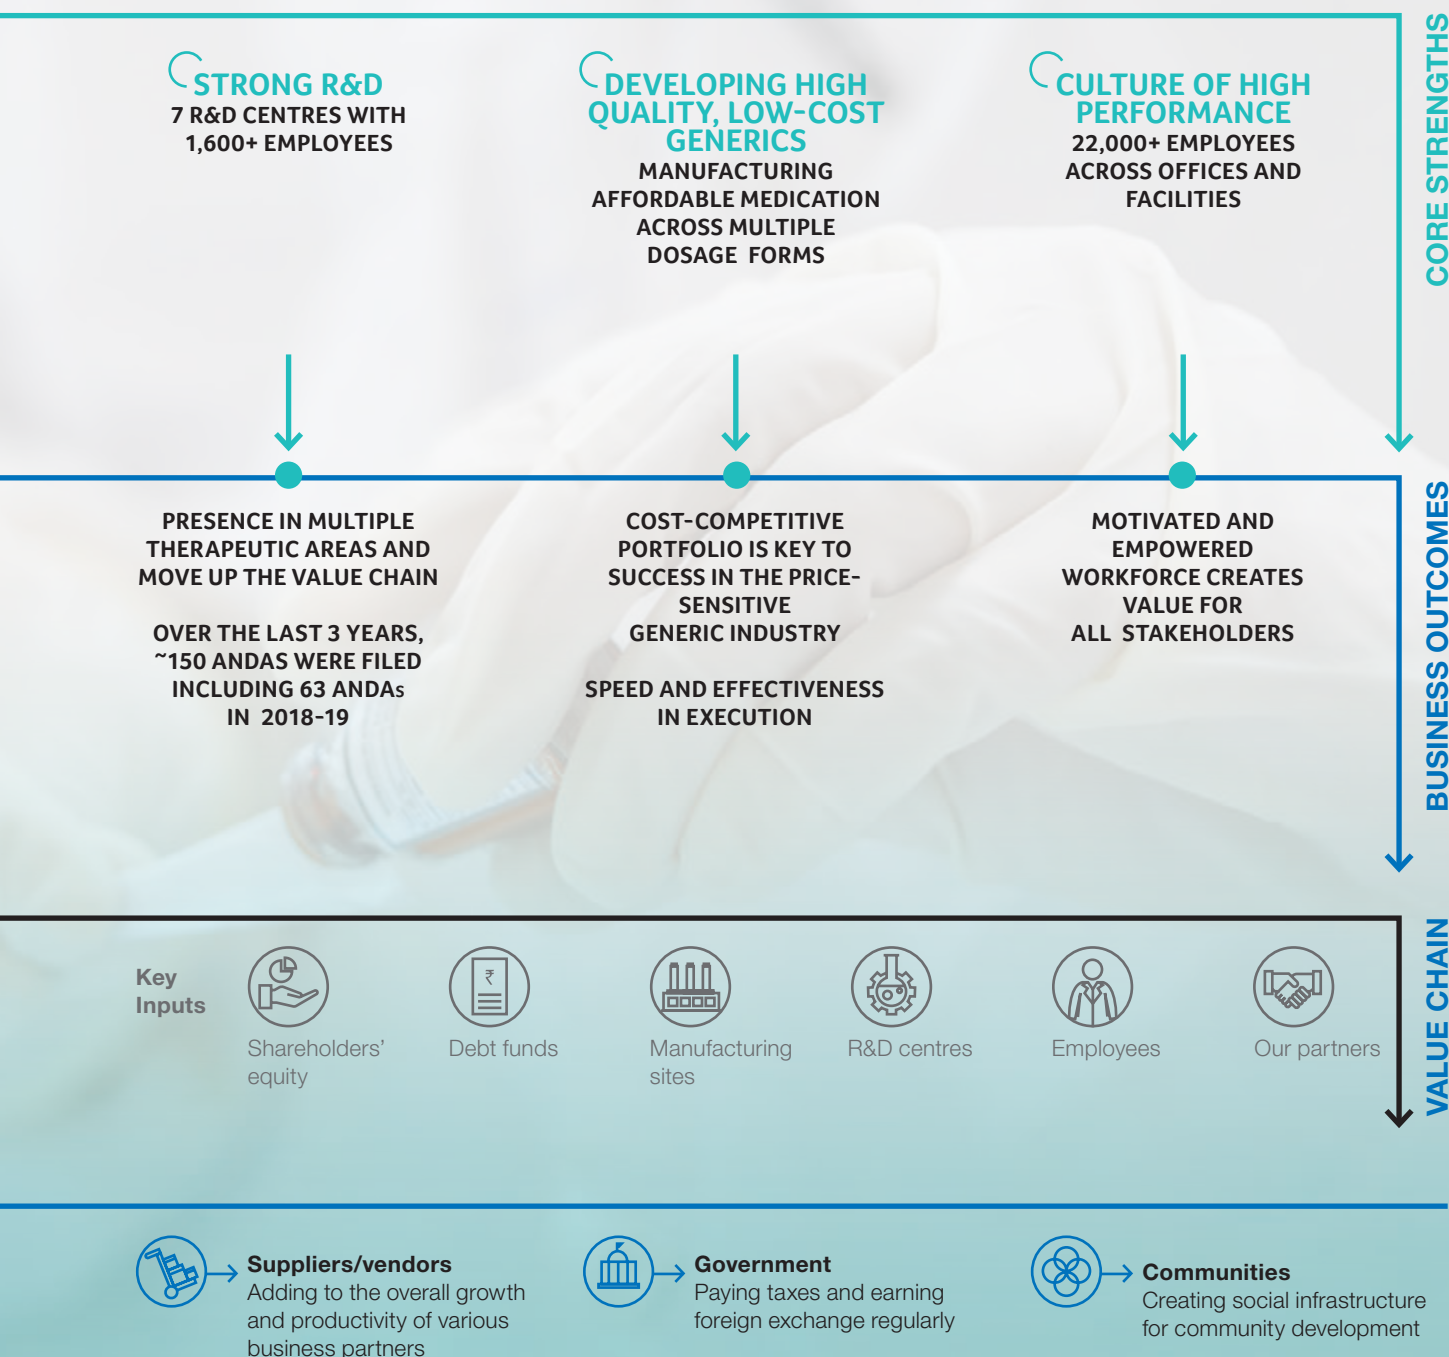 STRONG R&D
7 R&D CENTRES WITH
1,600+ EMPLOYEES
DEVELOPING HIGH
QUALITY, LOW-COST
GENERICS
MANUFACTURING
AFFORDABLE MEDICATION
ACROSS MULTIPLE
DOSAGE FORMS
CULTURE OF HIGH
PERFORMANCE
22,000+ EMPLOYEES
ACROSS OFFICES AND
FACILITIES
CORE STRENGTHS
PRESENCE IN MULTIPLE
THERAPEUTIC AREAS AND
MOVE UP THE VALUE CHAIN
OVER THE LAST 3 YEARS,
~150 ANDAS WERE FILED
INCLUDING 63 ANDAs
IN 2018-19
COST-COMPETITIVE
PORTFOLIO IS KEY TO
SUCCESS IN THE PRICE-
SENSITIVE
GENERIC INDUSTRY
SPEED AND EFFECTIVENESS
IN EXECUTION
MOTIVATED AND
EMPOWERED
WORKFORCE CREATES
VALUE FOR
ALL STAKEHOLDERS
BUSINESS OUTCOMES
Key
Inputs
Shareholders'
equity
₹
Debt funds
Manufacturing
sites
R&D centres
Employees
Our partners
VALUE CHAIN
Suppliers/vendors
Adding to the overall growth
and productivity of various
business partners
Government
Paying taxes and earning
foreign exchange regularly
Communities
Creating social infrastructure
for community development